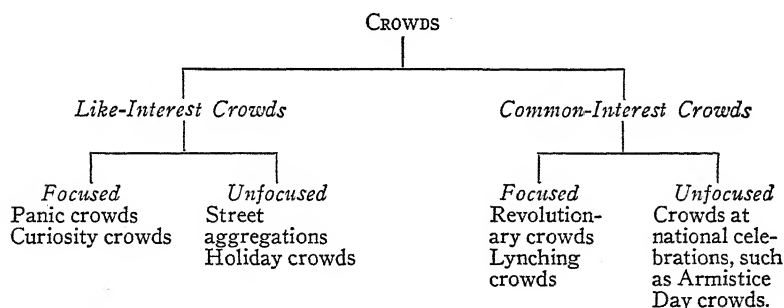 CROWDS
Like-Interest Crowds
Common-Interest Crowds
Focused
Panic crowds
Curiosity crowds
Unfocused
Street
aggregations
Holiday crowds
Focused
Revolution-
ary crowds
Lynching
crowds
Unfocused
Crowds at
national cele-
brations, such
as Armistice
Day crowds.